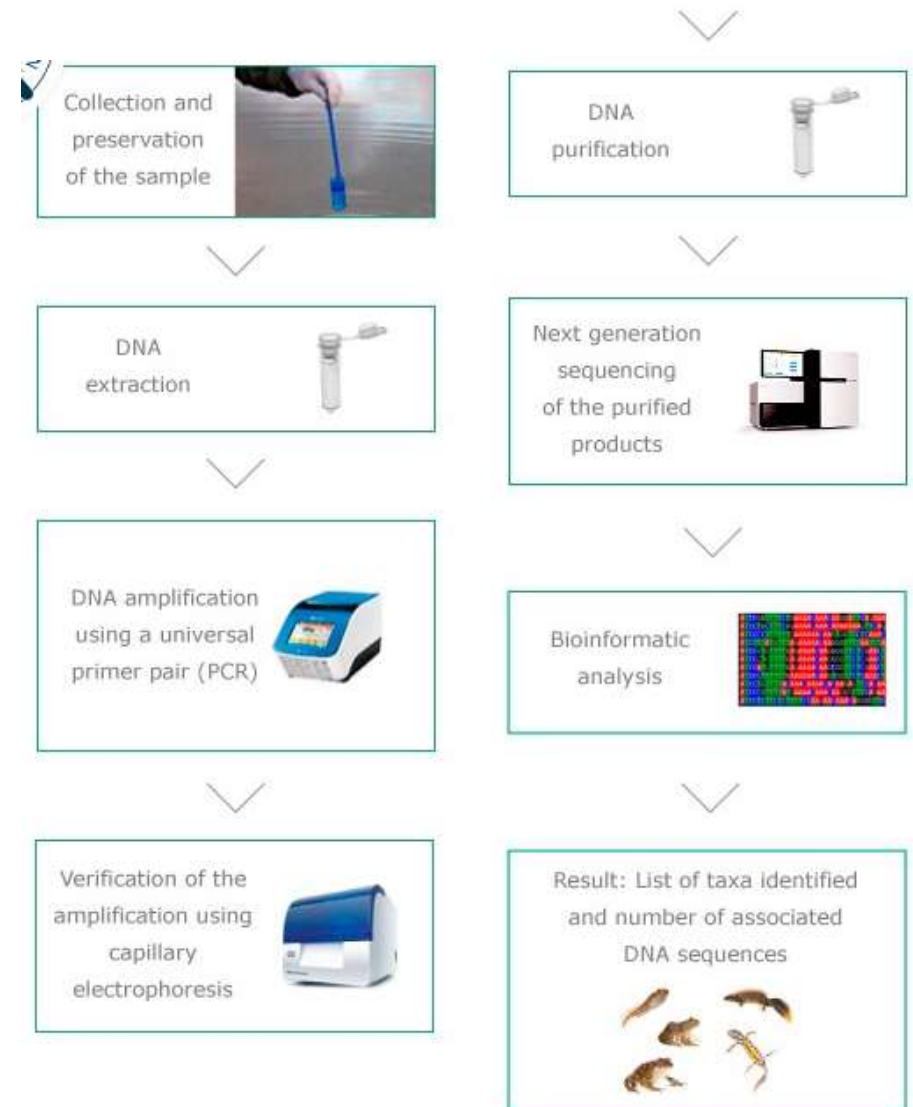 Collection and
preservation
of the sample
DNA
extraction
DNA amplification
using a universal
primer pair (PCR)
Verification of the
amplification using
capillary
electrophoresis
DNA
purification
Next generation
sequencing
of the purified
products
Bioinformatic
analysis
Result: List of taxa identified
and number of associated
DNA sequences